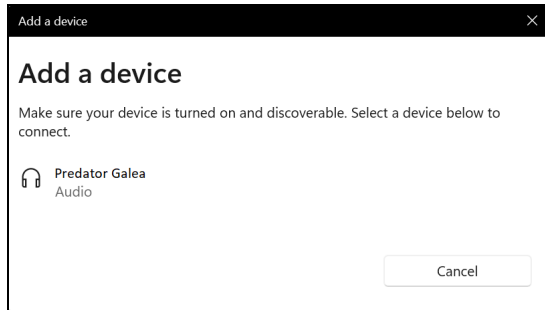 Add a device
Add a device
Make sure your device is turned on and discoverable. Select a device below to
connect.
Predator Galea
Audio
Cancel